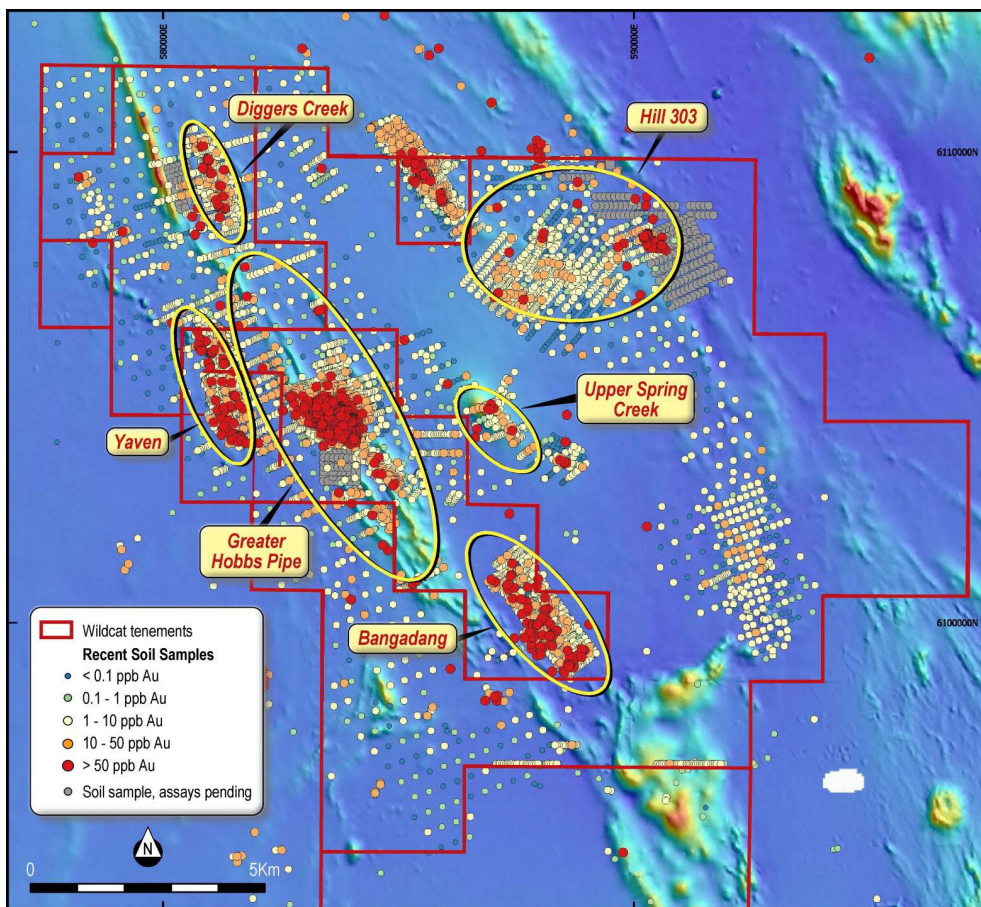 580000E
590000E
Diggers Creek
Hill 303
6110000N
Upper Spring
Creek
Yaven
Greater
Hobbs Pipe
Bangadang
6100000N
Wildcat tenements
Recent Soil Samples
< 0.1 ppb Au
0.1 - 1 ppb Au
1 - 10 ppb Au
10 - 50 ppb Au
> 50 ppb Au
Soil sample, assays pending
N
0 5Km